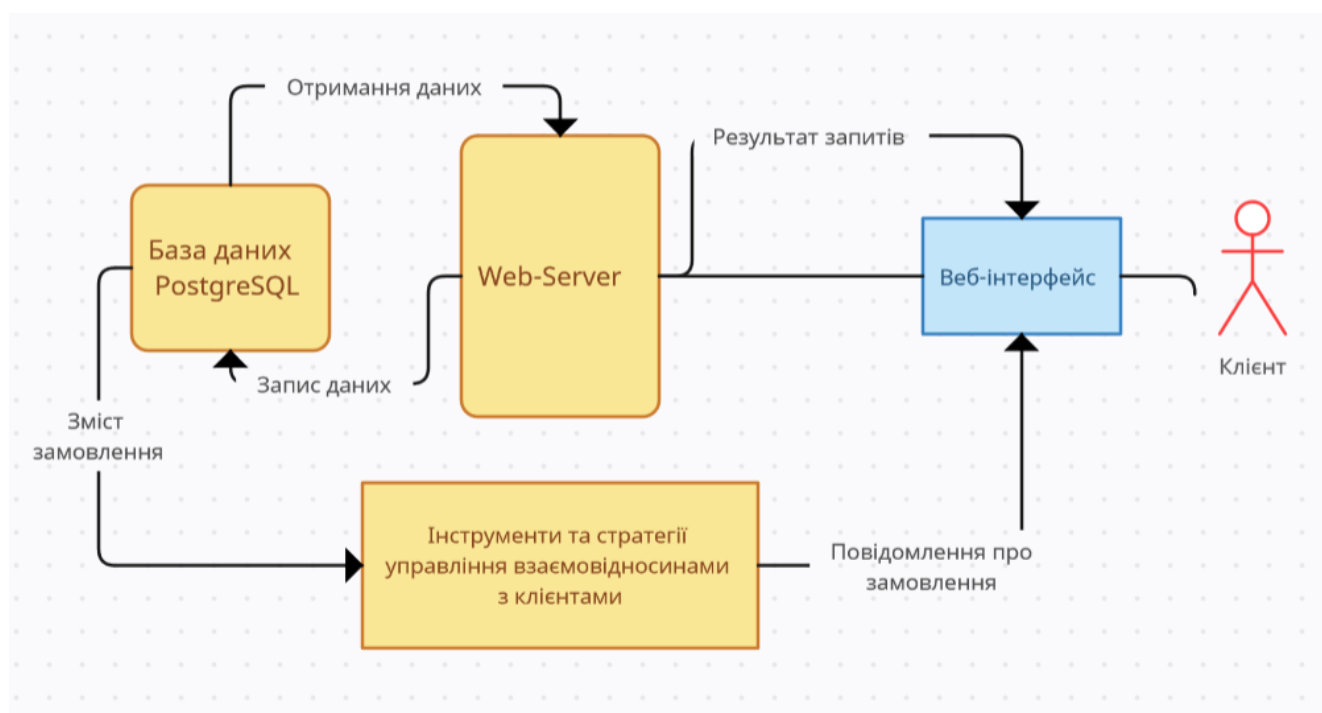 Отримання даних
Результат запитів
База даних
PostgreSQL
Web-Server
Веб-інтерфейс
Клієнт
Запис даних
Зміст
замовлення
Інструменти та стратегії
управління взаємовідносинами
з клієнтами
Повідомлення про
замовлення